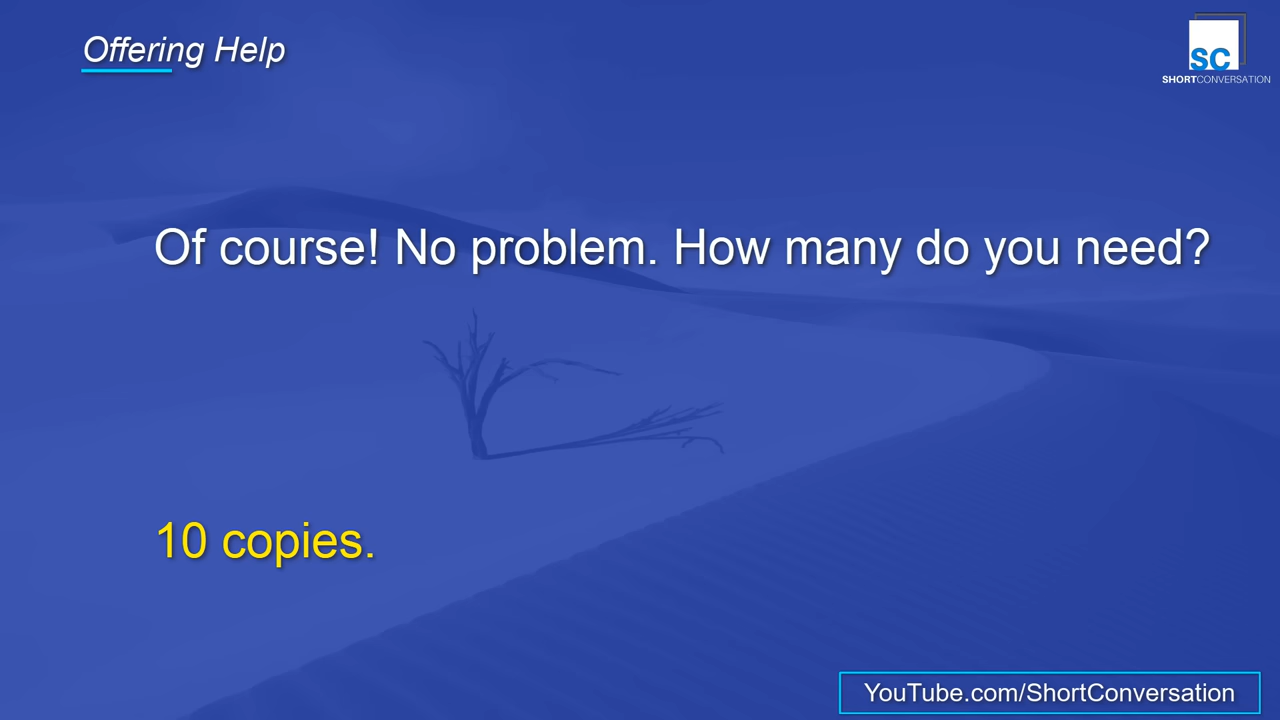 Offering Help
SC
SHORTCONVERSATION
Of course! No problem. How many do you need?
10 copies.
YouTube.com/ShortConversation